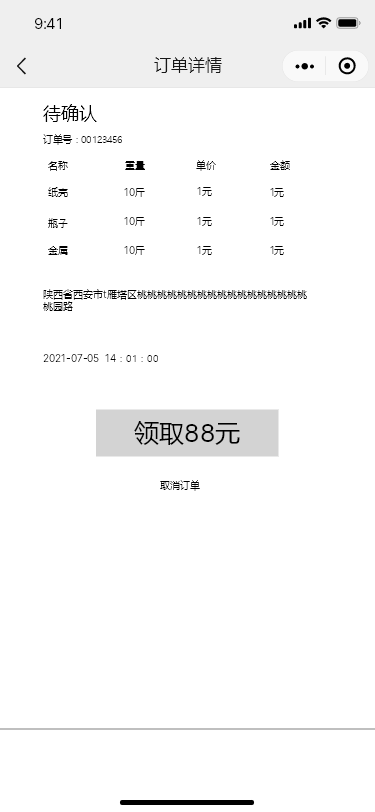 9:41
订单详情
待确认
订单号：00123456
名称 重量 单价 金额
纸壳 10斤 1元 1元
瓶子 10斤 1元 1元
金属 10斤 1元 1元
陕西省西安市t雁塔区桃桃桃桃桃桃桃桃桃桃桃桃桃桃桃桃桃
桃园路
2021-07-05 14：01：00
领取88元
取消订单